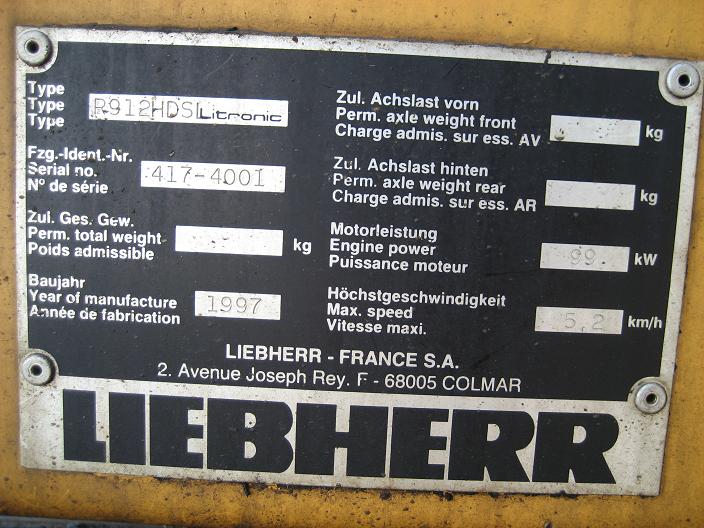 Type
Type R912HDSL Litronic
Type
Fzg.-Ident.-Nr.
Serial no. 417-4001
N° de série
Zul. Ges. Gew.
Perm. total weight kg
Poids admissible
Baujahr
Year of manufacture 1997
Année de fabrication
Zul. Achslast vorn
Perm. axle weight front kg
Charge admis. sur ess. AV
Zul. Achslast hinten
Perm. axle weight rear kg
Charge admis. sur ess. AR
Motorleistung
Engine power 99 kW
Puissance moteur
Höchstgeschwindigkeit
Max. speed 5,2 km/h
Vitesse maxi.
LIEBHERR - FRANCE S.A.
2. Avenue Joseph Rey. F - 68005 COLMAR
LIEBHERR